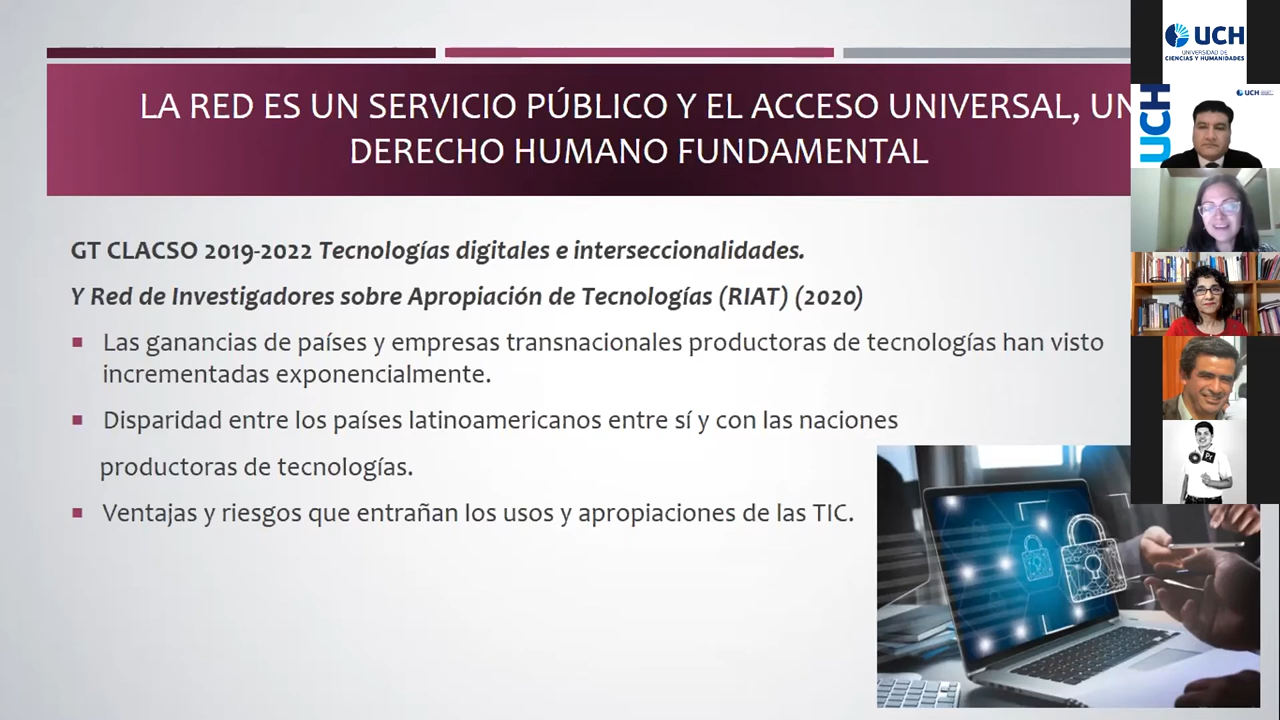 LA RED ES UN SERVICIO PÚBLICO Y EL ACCESO UNIVERSAL, UN
DERECHO HUMANO FUNDAMENTAL
GT CLACSO 2019-2022 Tecnologías digitales e interseccionalidades.
Y Red de Investigadores sobre Apropiación de Tecnologías (RIAT) (2020)
Las ganancias de países y empresas transnacionales productoras de tecnologías han visto
incrementadas exponencialmente.
Disparidad entre los países latinoamericanos entre sí y con las naciones
productoras de tecnologías.
Ventajas y riesgos que entrañan los usos y apropiaciones de las TIC.
UCH
UNIVERSIDAD DE
CIENCIAS Y HUMANIDADES
UCH
UCH
Pr